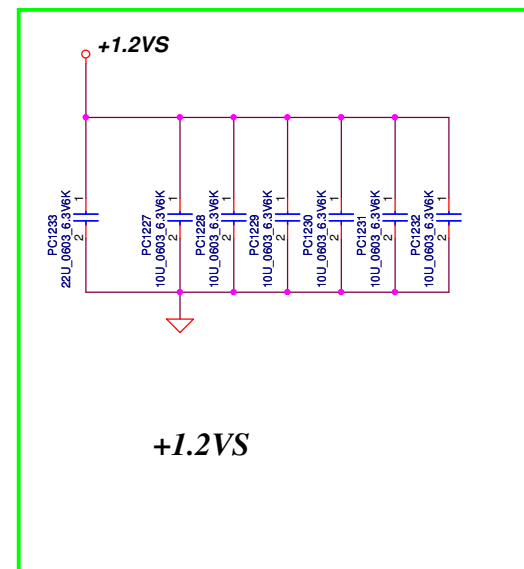 +1.2VS
1
2
PC1233
22U_0603_6.3V6K
1
2
PC1227
10U_0603_6.3V6K
1
2
PC1228
10U_0603_6.3V6K
1
2
PC1229
10U_0603_6.3V6K
1
2
PC1230
10U_0603_6.3V6K
1
2
PC1231
10U_0603_6.3V6K
1
2
PC1232
10U_0603_6.3V6K
+1.2VS